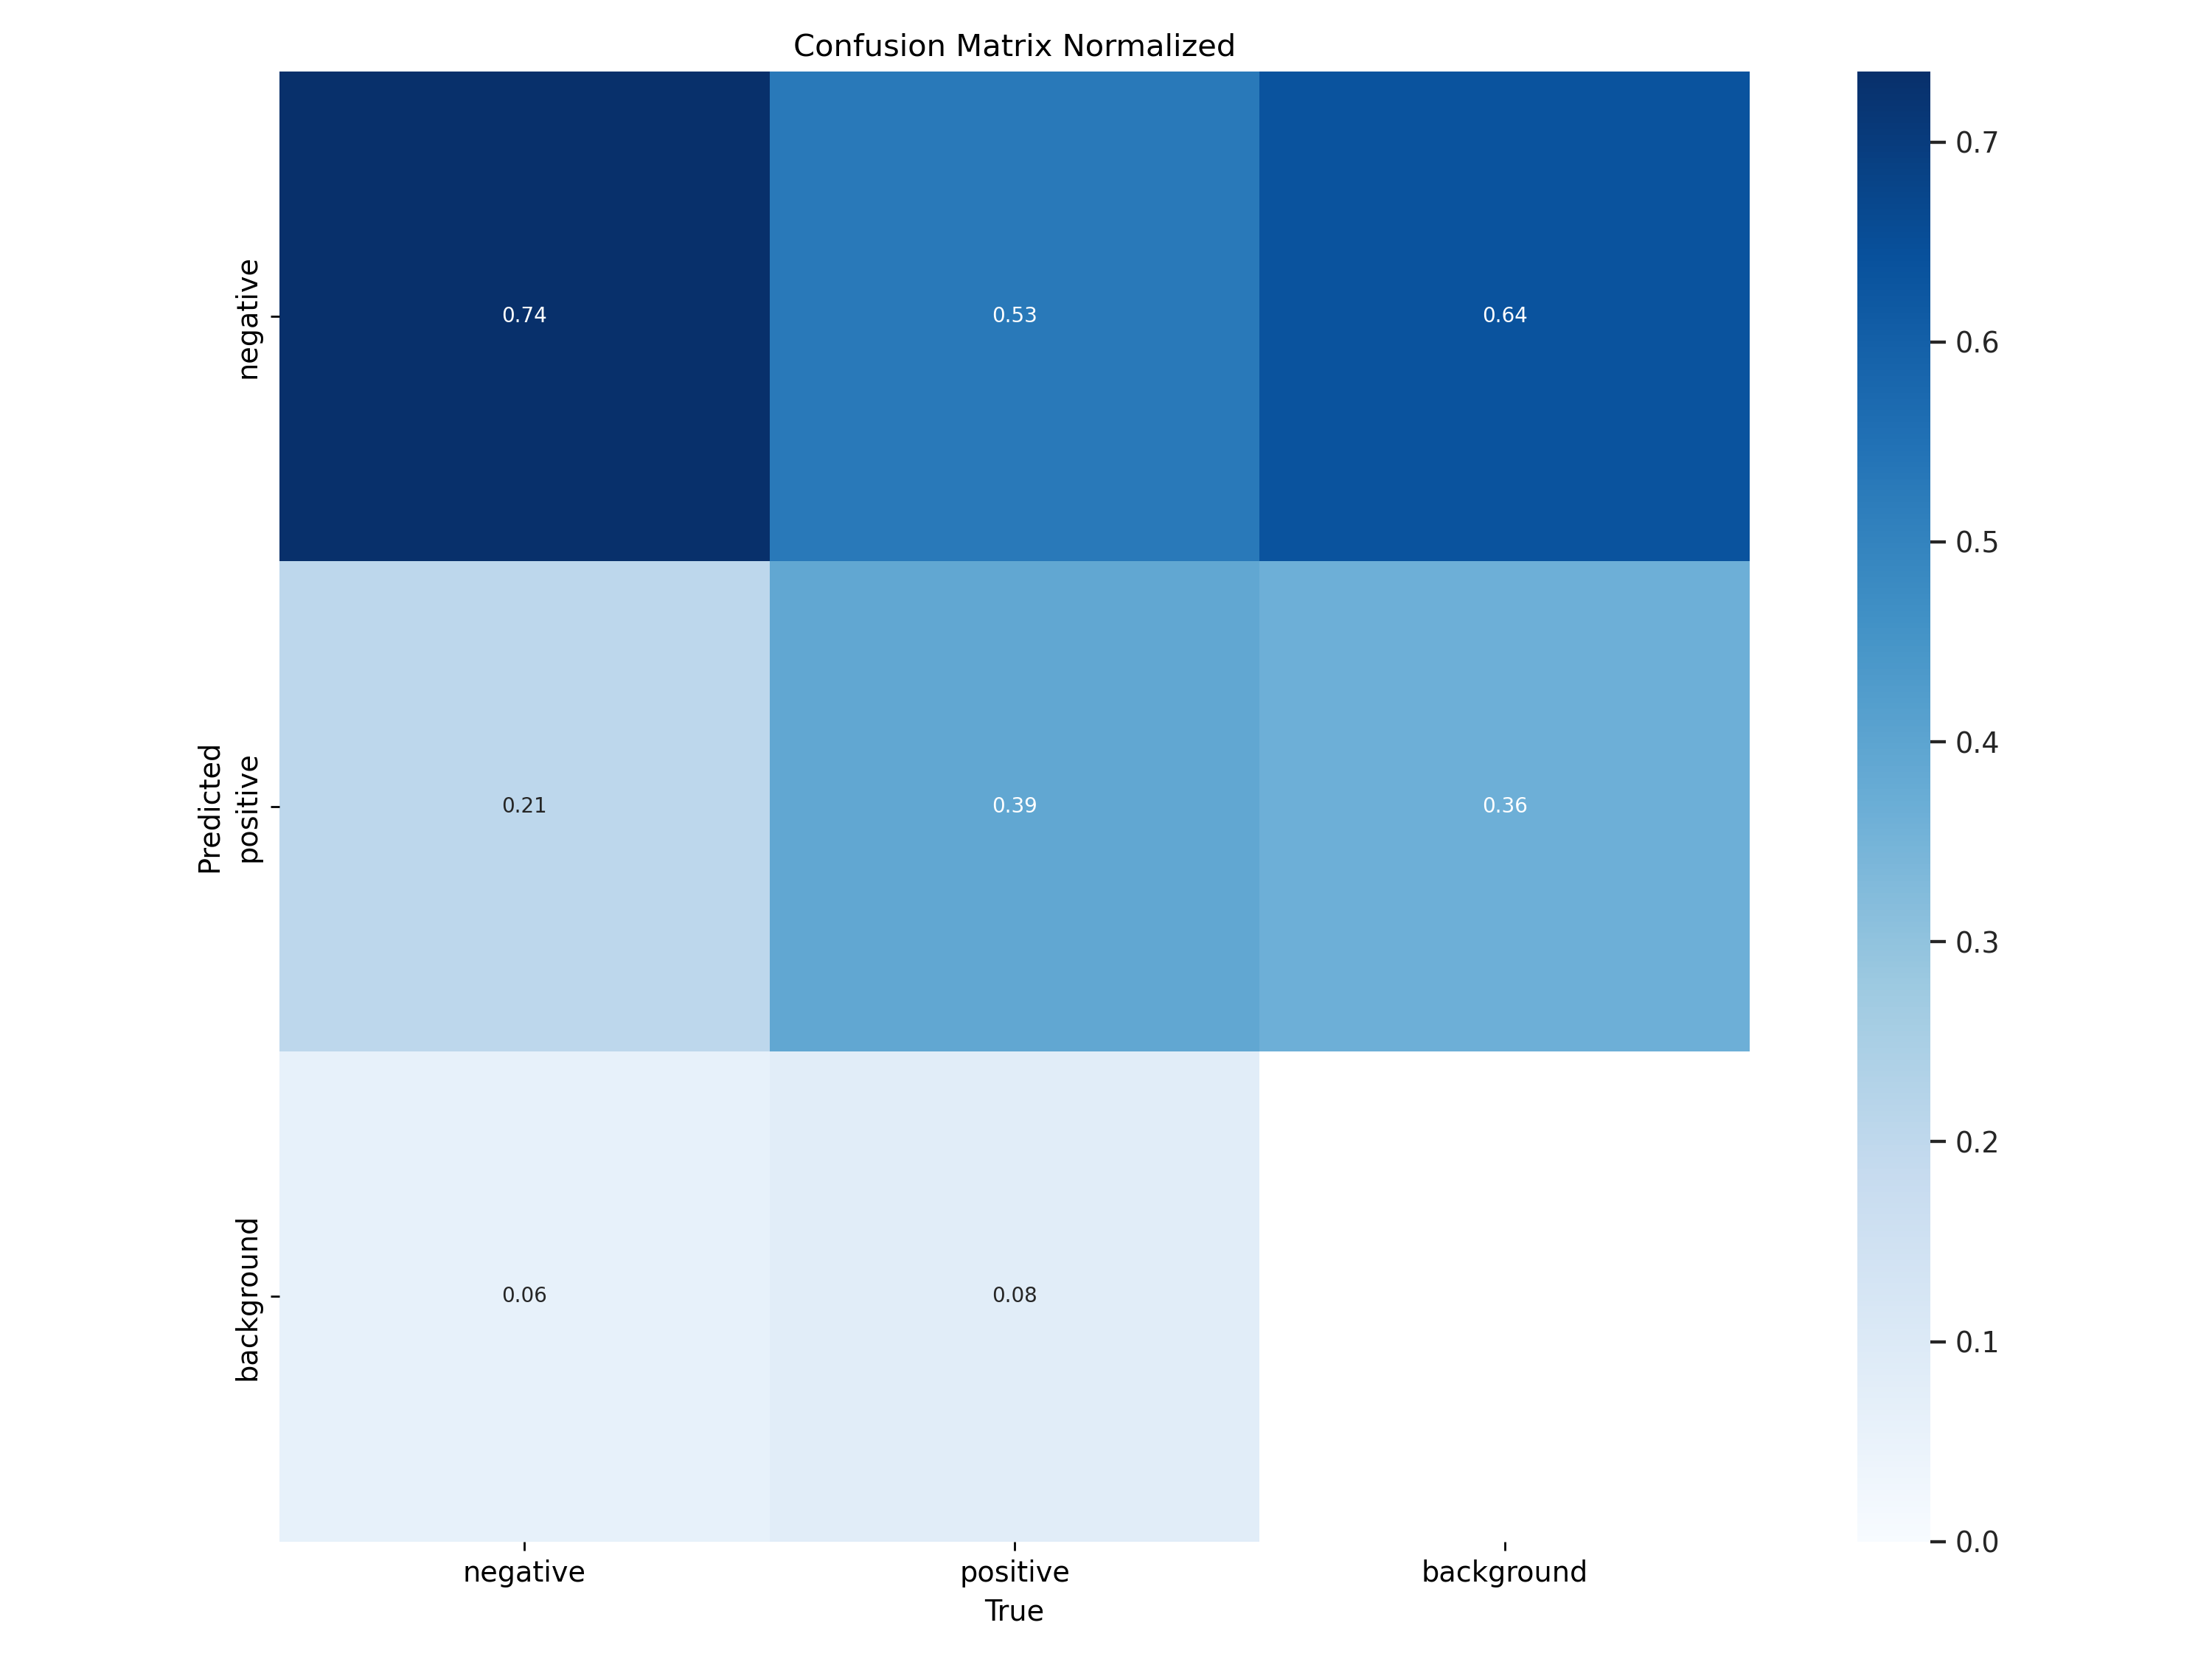 Confusion Matrix Normalized
negative
0.74
0.53
0.64
Predicted
positive
0.21
0.39
0.36
background
0.06
0.08
negative
positive
background
True
0.7
0.6
0.5
0.4
0.3
0.2
0.1
0.0